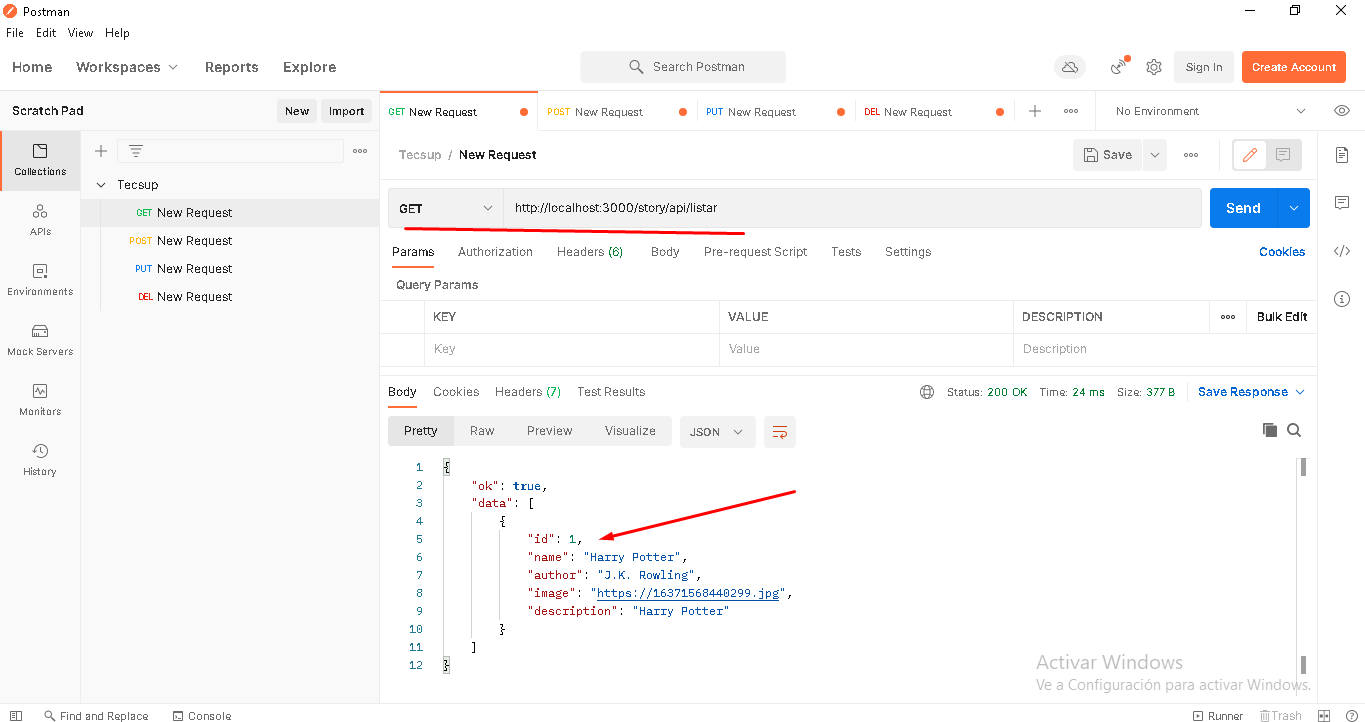 Postman
File Edit View Help
Home Workspaces Reports Explore Search Postman Sign In Create Account
Scratch Pad New Import GET New Request POST New Request PUT New Request DEL New Request No Environment
Collections
APIs
Environments
Mock Servers
Monitors
History
Tecsup
GET New Request
POST New Request
PUT New Request
DEL New Request
Tecsup / New Request Save
GET http://localhost:3000/story/api/listar Send
Params Authorization Headers (6) Body Pre-request Script Tests Settings Cookies
Query Params
KEY VALUE DESCRIPTION Bulk Edit
Key Value Description
Body Cookies Headers (7) Test Results Status: 200 OK Time: 24 ms Size: 377 B Save Response
Pretty Raw Preview Visualize JSON
1 {
2 "ok": true,
3 "data": [
4 {
5 "id": 1,
6 "name": "Harry Potter",
7 "author": "J.K. Rowling",
8 "image": "https://16371568440299.jpg",
9 "description": "Harry Potter"
10 }
11 ]
12 }
Activar Windows
Ve a Configuración para activar Windows.
Find and Replace Console Runner Trash